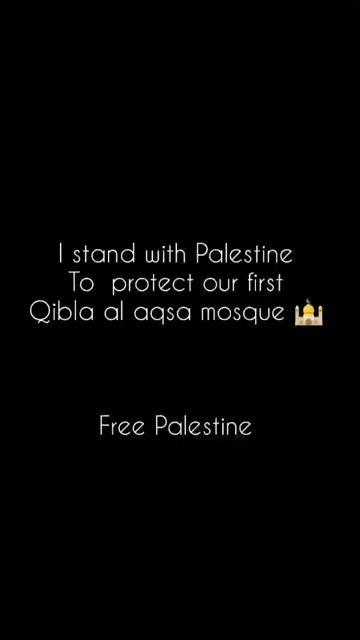 I stand with Palestine
To protect our first
Qibla al aqsa mosque 🕌
Free Palestine